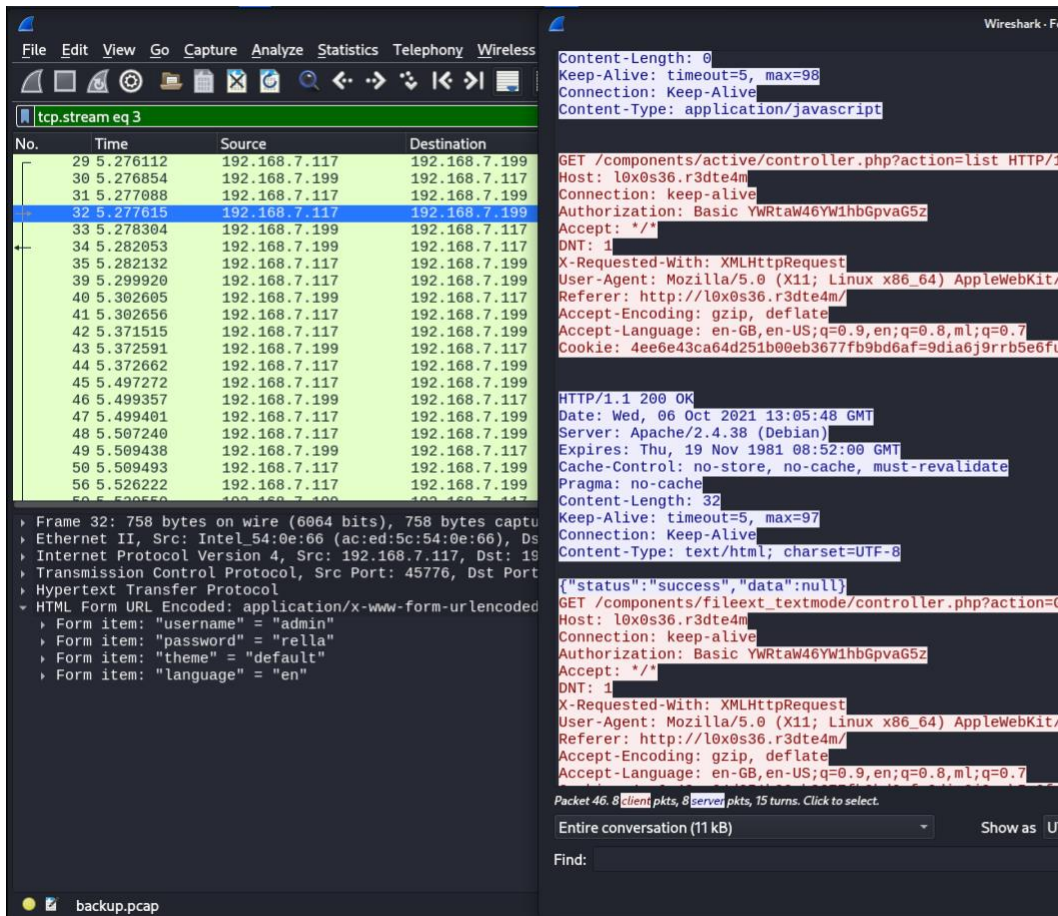 File Edit View Go Capture Analyze Statistics Telephony Wireless
tcp.stream eq 3
No. Time Source Destination
29 5.276112 192.168.7.117 192.168.7.199
30 5.276854 192.168.7.199 192.168.7.117
31 5.277088 192.168.7.117 192.168.7.199
32 5.277615 192.168.7.117 192.168.7.199
33 5.278304 192.168.7.199 192.168.7.117
34 5.282053 192.168.7.199 192.168.7.117
35 5.282132 192.168.7.117 192.168.7.199
39 5.299920 192.168.7.117 192.168.7.199
40 5.302605 192.168.7.199 192.168.7.117
41 5.302656 192.168.7.117 192.168.7.199
42 5.371515 192.168.7.117 192.168.7.199
43 5.372591 192.168.7.199 192.168.7.117
44 5.372662 192.168.7.117 192.168.7.199
45 5.497272 192.168.7.117 192.168.7.199
46 5.499357 192.168.7.199 192.168.7.117
47 5.499401 192.168.7.117 192.168.7.199
48 5.507240 192.168.7.117 192.168.7.199
49 5.509438 192.168.7.199 192.168.7.117
50 5.509493 192.168.7.117 192.168.7.199
56 5.526222 192.168.7.117 192.168.7.199
Frame 32: 758 bytes on wire (6064 bits), 758 bytes captu
Ethernet II, Src: Intel_54:0e:66 (ac:ed:5c:54:0e:66), Ds
Internet Protocol Version 4, Src: 192.168.7.117, Dst: 19
Transmission Control Protocol, Src Port: 45776, Dst Port
Hypertext Transfer Protocol
HTML Form URL Encoded: application/x-www-form-urlencoded
Form item: "username" = "admin"
Form item: "password" = "rella"
Form item: "theme" = "default"
Form item: "language" = "en"
backup.pcap
Wireshark · Fo
Content-Length: 0
Keep-Alive: timeout=5, max=98
Connection: Keep-Alive
Content-Type: application/javascript
GET /components/active/controller.php?action=list HTTP/1
Host: l0x0s36.r3dte4m
Connection: keep-alive
Authorization: Basic YWRtaW46YW1hbGpvaG5z
Accept: */*
DNT: 1
X-Requested-With: XMLHttpRequest
User-Agent: Mozilla/5.0 (X11; Linux x86_64) AppleWebKit/
Referer: http://l0x0s36.r3dte4m/
Accept-Encoding: gzip, deflate
Accept-Language: en-GB,en-US;q=0.9,en;q=0.8,ml;q=0.7
Cookie: 4ee6e43ca64d251b00eb3677fb9bd6af=9dia6j9rrb5e6fu
HTTP/1.1 200 OK
Date: Wed, 06 Oct 2021 13:05:48 GMT
Server: Apache/2.4.38 (Debian)
Expires: Thu, 19 Nov 1981 08:52:00 GMT
Cache-Control: no-store, no-cache, must-revalidate
Pragma: no-cache
Content-Length: 32
Keep-Alive: timeout=5, max=97
Connection: Keep-Alive
Content-Type: text/html; charset=UTF-8
{"status":"success","data":null}
GET /components/fileext_textmode/controller.php?action=
Host: l0x0s36.r3dte4m
Connection: keep-alive
Authorization: Basic YWRtaW46YW1hbGpvaG5z
Accept: */*
DNT: 1
X-Requested-With: XMLHttpRequest
User-Agent: Mozilla/5.0 (X11; Linux x86_64) AppleWebKit/
Referer: http://l0x0s36.r3dte4m/
Accept-Encoding: gzip, deflate
Accept-Language: en-GB,en-US;q=0.9,en;q=0.8,ml;q=0.7
Packet 46. 8 client pkts, 8 server pkts, 15 turns. Click to select.
Entire conversation (11 kB) Show as U
Find: